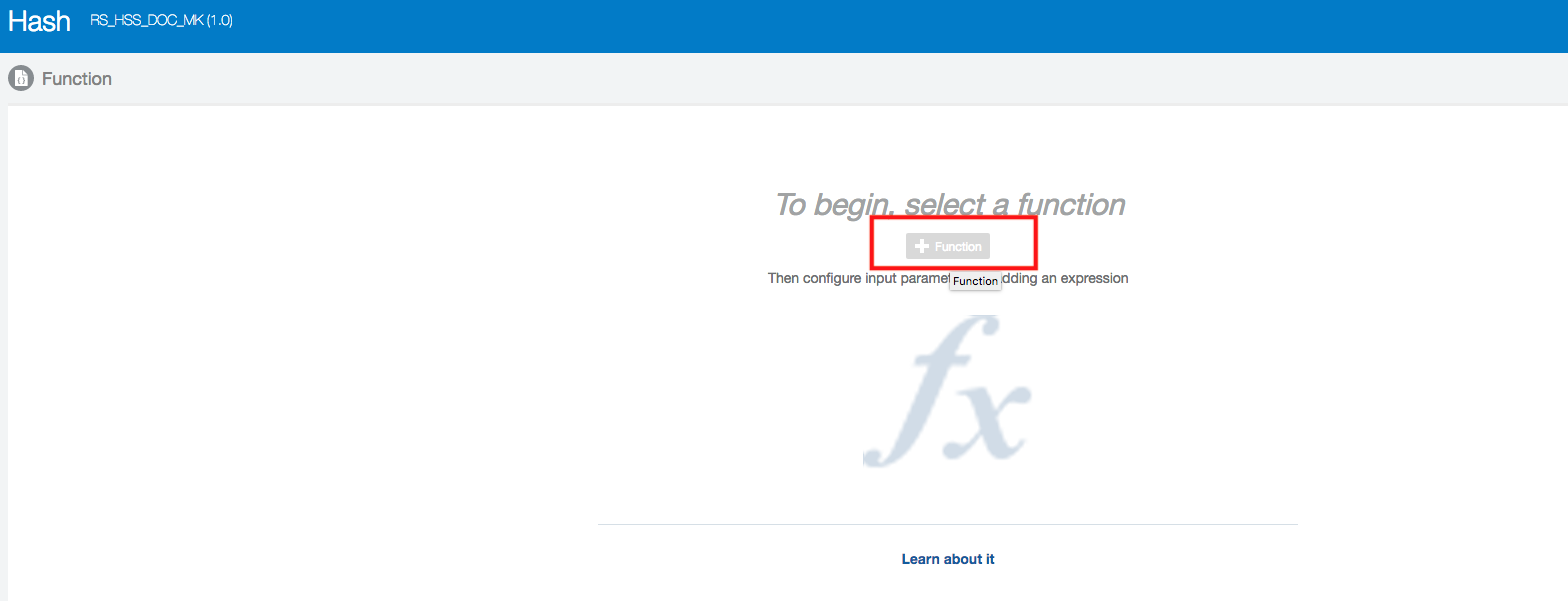 Hash RS_HSS_DOC_MK (1.0)
Function
To begin, select a function
Function
Then configure input paramet dding an expression
Function
fx
Learn about it